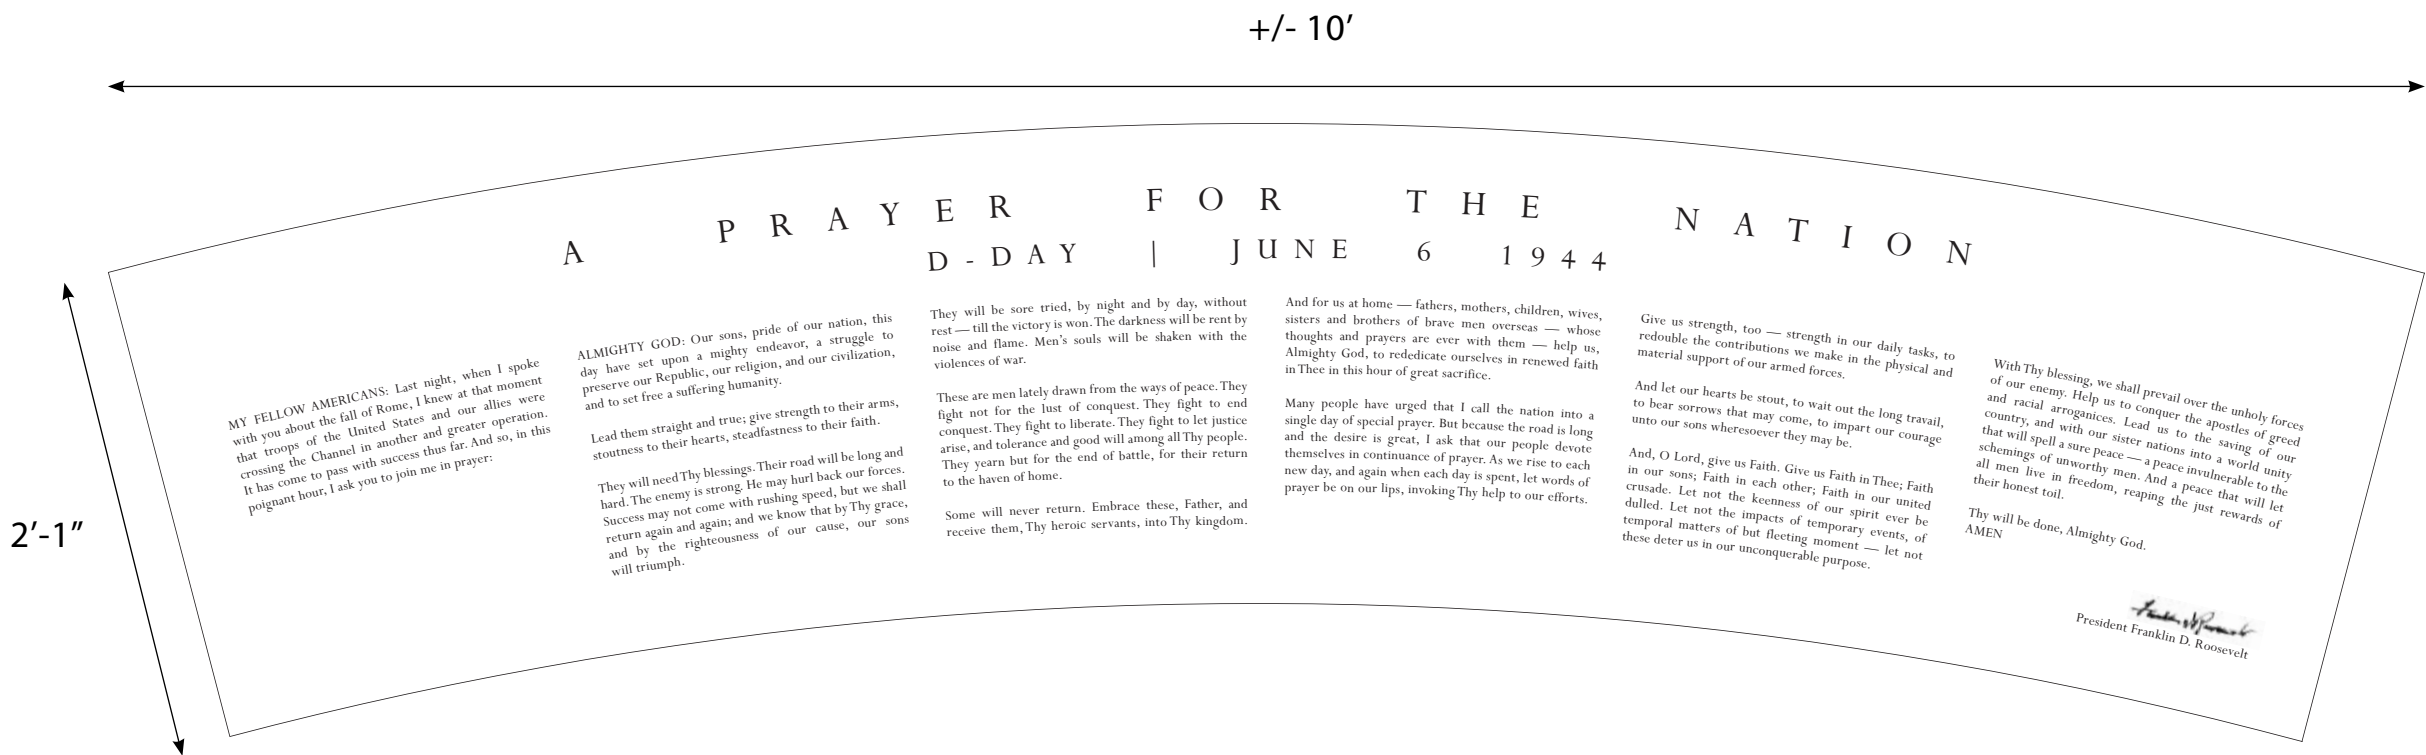 +/- 10’
2’-1”
A PRAYER FOR THE NATION
D-DAY | JUNE 6 1944
MY FELLOW AMERICANS: Last night, when I spoke
with you about the fall of Rome, I knew at that moment
that troops of the United States and our allies were
crossing the Channel in another and greater operation.
It has come to pass with success thus far. And so, in this
poignant hour, I ask you to join me in prayer:
ALMIGHTY GOD: Our sons, pride of our nation, this
day have set upon a mighty endeavor, a struggle to
preserve our Republic, our religion, and our civilization,
and to set free a suffering humanity.
Lead them straight and true; give strength to their arms,
stoutness to their hearts, steadfastness to their faith.
They will need Thy blessings. Their road will be long and
hard. The enemy is strong. He may hurl back our forces.
Success may not come with rushing speed, but we shall
return again and again; and we know that by Thy grace,
and by the righteousness of our cause, our sons
will triumph.
They will be sore tried, by night and by day, without
rest — till the victory is won. The darkness will be rent by
noise and flame. Men’s souls will be shaken with the
violences of war.
These are men lately drawn from the ways of peace. They
fight not for the lust of conquest. They fight to end
conquest. They fight to liberate. They fight to let justice
arise, and tolerance and good will among all Thy people.
They yearn but for the end of battle, for their return
to the haven of home.
Some will never return. Embrace these, Father, and
receive them, Thy heroic servants, into Thy kingdom.
And for us at home — fathers, mothers, children, wives,
sisters and brothers of brave men overseas — whose
thoughts and prayers are ever with them — help us,
Almighty God, to rededicate ourselves in renewed faith
in Thee in this hour of great sacrifice.
Many people have urged that I call the nation into a
single day of special prayer. But because the road is long
and the desire is great, I ask that our people devote
themselves in continuance of prayer. As we rise to each
new day, and again when each day is spent, let words of
prayer be on our lips, invoking Thy help to our efforts.
Give us strength, too — strength in our daily tasks, to
redouble the contributions we make in the physical and
material support of our armed forces.
And let our hearts be stout, to wait out the long travail,
to bear sorrows that may come, to impart our courage
unto our sons wheresoever they may be.
And, O Lord, give us Faith. Give us Faith in Thee; Faith
in our sons; Faith in each other; Faith in our united
crusade. Let not the keenness of our spirit ever be
dulled. Let not the impacts of temporary events, of
temporal matters of but fleeting moment — let not
these deter us in our unconquerable purpose.
With Thy blessing, we shall prevail over the unholy forces
of our enemy. Help us to conquer the apostles of greed
and racial arrogances. Lead us to the saving of our
country, and with our sister nations into a world unity
that will spell a sure peace — a peace invulnerable to the
schemings of unworthy men. And a peace that will let
all men live in freedom, reaping the just rewards of
their honest toil.
Thy will be done, Almighty God.
AMEN
President Franklin D. Roosevelt